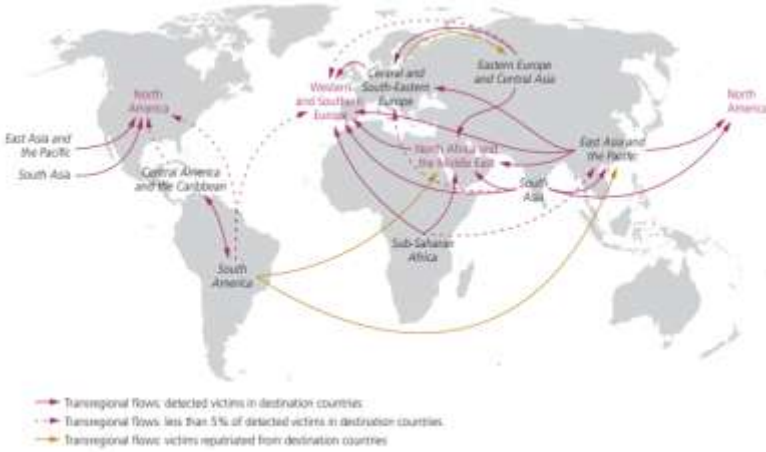 North
America
East Asia and
the Pacific
South Asia
Central America
and the Caribbean
South
America
Western
and Southern
Europe
Central and
South-Eastern
Europe
Eastern Europe
and Central Asia
North Africa and
the Middle East
Sub-Saharan
Africa
South
Asia
East Asia and
the Pacific
North
America
Transregional flows: detected victims in destination countries
Transregional flows: less than 5% of detected victims in destination countries
Transregional flows: victims repatriated from destination countries